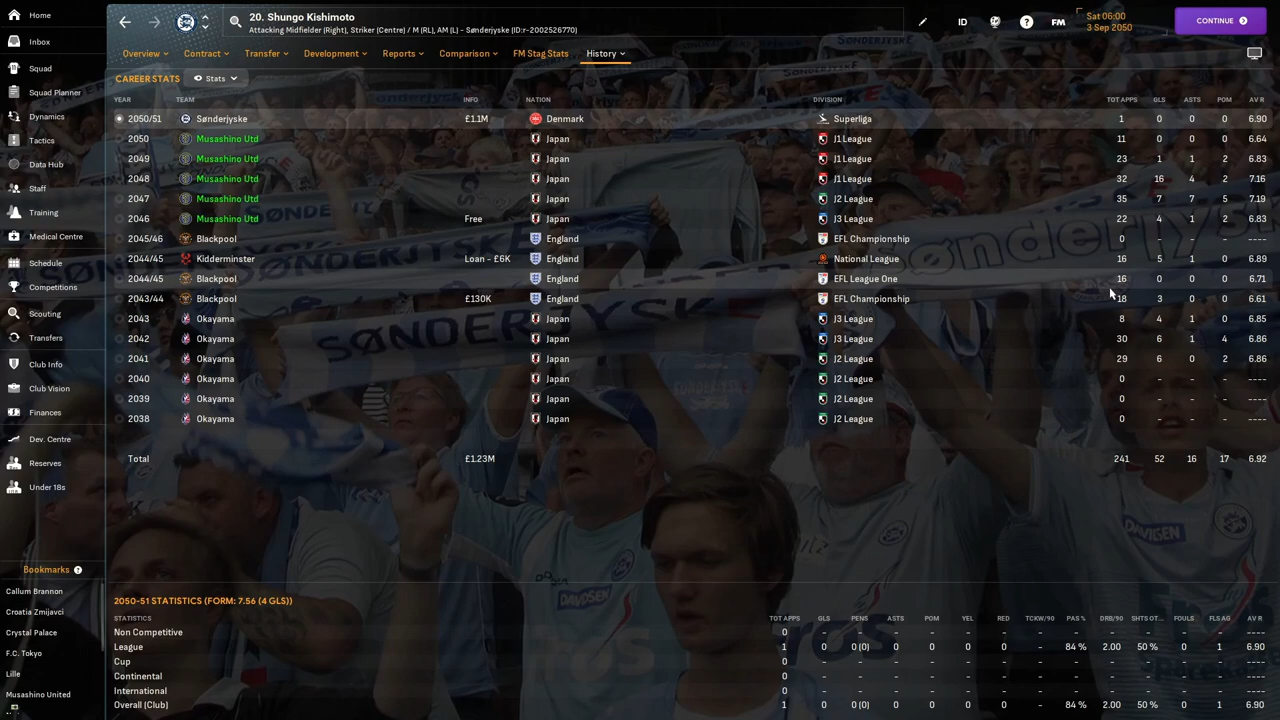 Home
Inbox
Squad
Squad Planner
Dynamics
Tactics
Data Hub
Staff
Training
Medical Centre
Schedule
Competitions
Scouting
Transfers
Club Info
Club Vision
Finances
Dev. Centre
Reserves
Under 18s
Bookmarks ?
Callum Brannon
Croatia Zmijavci
Crystal Palace
F.C. Tokyo
Lille
Musashino United
20. Shungo Kishimoto
Attacking Midfielder (Right), Striker (Centre) / M (RL), AM (L) - Sønderjyske (ID:r-2002526770)
ID ? FM
Sat 06:00
3 Sep 2050
CONTINUE
Overview Contract Transfer Development Reports Comparison FM Stag Stats History
CAREER STATS Stats
YEAR TEAM INFO NATION DIVISION TOT APPS GLS ASTS POM AV R
2050/51 Sønderjyske £1.1M Denmark Superliga 1 0 0 0 6.90
2050 Musashino Utd Japan J1 League 11 0 0 0 6.64
2049 Musashino Utd Japan J1 League 23 1 1 2 6.83
2048 Musashino Utd Japan J1 League 32 16 4 2 7.16
2047 Musashino Utd Japan J2 League 35 7 7 5 7.19
2046 Musashino Utd Free Japan J3 League 22 4 1 2 6.83
2045/46 Blackpool England EFL Championship 0 - - - ----
2044/45 Kidderminster Loan - £6K England National League 16 5 1 0 6.89
2044/45 Blackpool England EFL League One 16 0 0 0 6.71
2043/44 Blackpool £130K England EFL Championship 18 3 0 0 6.61
2043 Okayama Japan J3 League 8 4 1 0 6.85
2042 Okayama Japan J3 League 30 6 1 4 6.86
2041 Okayama Japan J2 League 29 6 0 2 6.86
2040 Okayama Japan J2 League 0 - - - ----
2039 Okayama Japan J2 League 0 - - - ----
2038 Okayama Japan J2 League 0 - - - ----
Total £1.23M 241 52 16 17 6.92
2050-51 STATISTICS (FORM: 7.56 (4 GLS))
STATISTICS TOT APPS GLS PENS ASTS POM YEL RED TCKW/90 PAS % DRB/90 SHTS OT... FOULS FLS AG AV R
Non Competitive 0 - - - - - - - - - - - - ----
League 1 0 0 (0) 0 0 0 0 - 84 % 2.00 50 % 0 1 6.90
Cup 0 - - - - - - - - - - - - ----
Continental 0 - - - - - - - - - - - - ----
International 0 - - - - - - - - - - - - ----
Overall (Club) 1 0 0 (0) 0 0 0 0 - 84 % 2.00 50 % 0 1 6.90